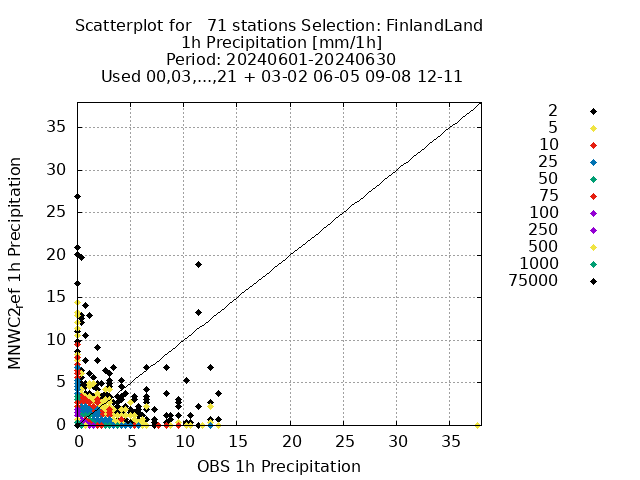 Scatterplot for 71 stations Selection: FinlandLand
1h Precipitation [mm/1h]
Period: 20240601-20240630
Used 00,03,...,21 + 03-02 06-05 09-08 12-11
MNWC2ref 1h Precipitation
35
30
25
20
15
10
5
0
0 5 10 15 20 25 30 35
OBS 1h Precipitation
2
5
10
25
50
75
100
250
500
1000
75000